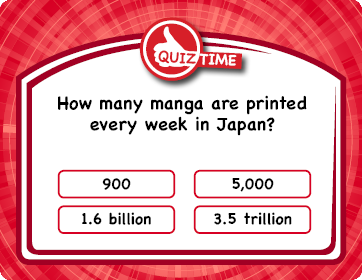 QUIZ TIME
How many manga are printed
every week in Japan?
900
5,000
1.6 billion
3.5 trillion